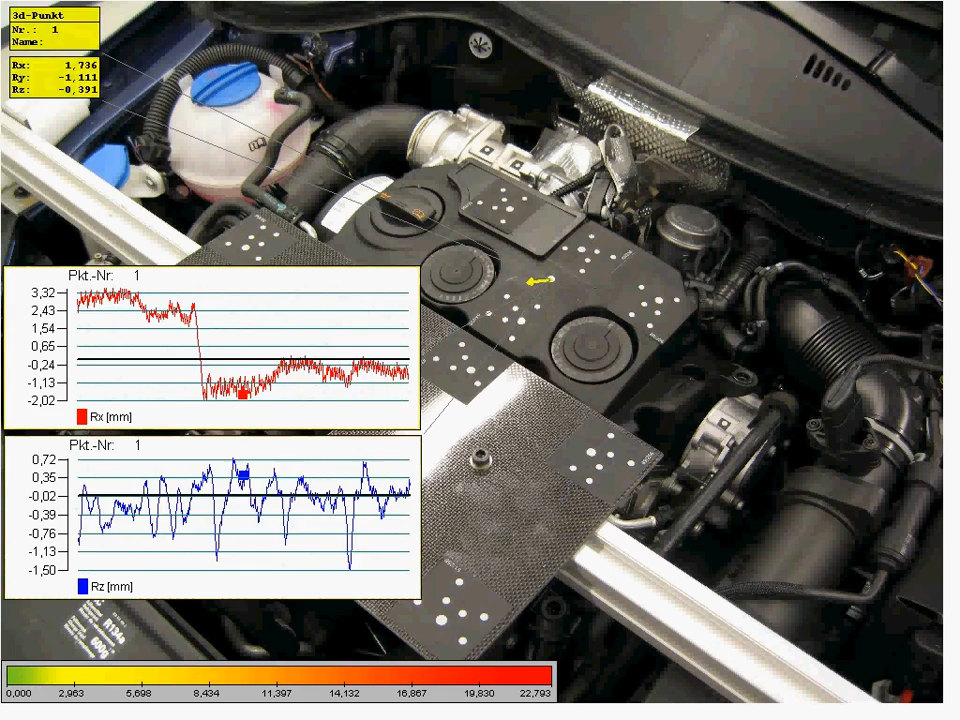 3d-Punkt
Nr.: 1
Name:
Rx: 1,736
Ry: -1,111
Rz: -0,391
Pkt.-Nr: 1
3,32
2,43
1,54
0,65
-0,24
-1,13
-2,02
Rx [mm]
Pkt.-Nr: 1
0,72
0,35
-0,02
-0,39
-0,76
-1,13
-1,50
Rz [mm]
R134a
600g
0,000 2,963 5,698 8,434 11,397 14,132 16,867 19,830 22,793